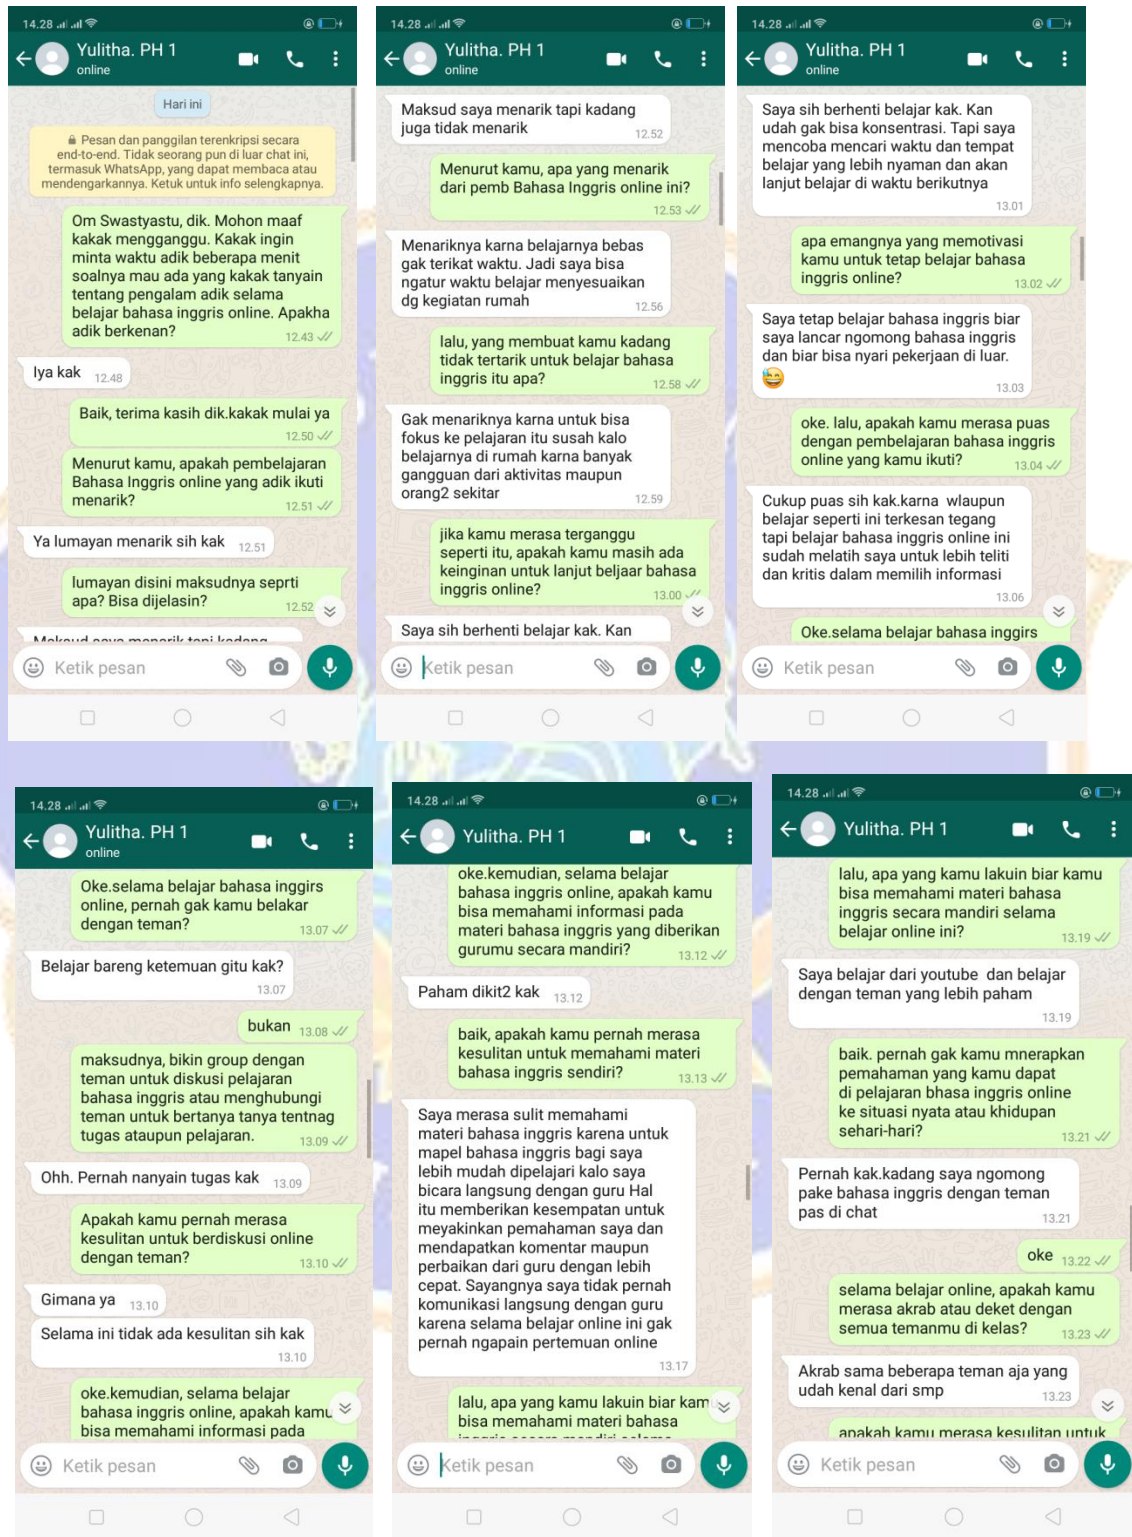 14.28
Yulitha. PH 1
online
Hari ini
Pesan dan panggilan terenkripsi secara
end-to-end. Tidak seorang pun di luar chat ini,
termasuk WhatsApp, yang dapat membaca atau
mendengarkannya. Ketuk untuk info selengkapnya.
Om Swastyastu, dik. Mohon maaf
kakak mengganggu. Kakak ingin
minta waktu adik beberapa menit
soalnya mau ada yang kakak tanyain
tentang pengalam adik selama
belajar bahasa inggris online. Apakha
adik berkenan?
12.43
Iya kak 12.48
Baik, terima kasih dik.kakak mulai ya
12.50
Menurut kamu, apakah pembelajaran
Bahasa Inggris online yang adik ikuti
menarik?
12.51
Ya lumayan menarik sih kak 12.51
lumayan disini maksudnya seprti
apa? Bisa dijelasin?
12.52
Maksud saya menarik tapi kadang
Ketik pesan
14.28
Yulitha. PH 1
online
Maksud saya menarik tapi kadang
juga tidak menarik
12.52
Menurut kamu, apa yang menarik
dari pemb Bahasa Inggris online ini?
12.53
Menariknya karna belajarnya bebas
gak terikat waktu. Jadi saya bisa
ngatur waktu belajar menyesuaikan
dg kegiatan rumah
12.56
lalu, yang membuat kamu kadang
tidak tertarik untuk belajar bahasa
inggris itu apa?
12.58
Gak menariknya karna untuk bisa
fokus ke pelajaran itu susah kalo
belajarnya di rumah karna banyak
gangguan dari aktivitas maupun
orang2 sekitar
12.59
jika kamu merasa terganggu
seperti itu, apakah kamu masih ada
keinginan untuk lanjut beljaar bahasa
inggris online?
13.00
Saya sih berhenti belajar kak. Kan
Ketik pesan
14.28
Yulitha. PH 1
online
Saya sih berhenti belajar kak. Kan
udah gak bisa konsentrasi. Tapi saya
mencoba mencari waktu dan tempat
belajar yang lebih nyaman dan akan
lanjut belajar di waktu berikutnya
13.01
apa emangnya yang memotivasi
kamu untuk tetap belajar bahasa
inggris online?
13.02
Saya tetap belajar bahasa inggris biar
saya lancar ngomong bahasa inggris
dan biar bisa nyari pekerjaan di luar.
😅
13.03
oke. lalu, apakah kamu merasa puas
dengan pembelajaran bahasa inggris
online yang kamu ikuti?
13.04
Cukup puas sih kak.karna wlaupun
belajar seperti ini terkesan tegang
tapi belajar bahasa inggris online ini
sudah melatih saya untuk lebih teliti
dan kritis dalam memilih informasi
13.06
Oke.selama belajar bahasa inggirs
Ketik pesan
14.28
Yulitha. PH 1
online
Oke.selama belajar bahasa inggirs
online, pernah gak kamu belakar
dengan teman?
13.07
Belajar bareng ketemuan gitu kak?
13.07
bukan 13.08
maksudnya, bikin group dengan
teman untuk diskusi pelajaran
bahasa inggris atau menghubungi
teman untuk bertanya tanya tentnag
tugas ataupun pelajaran.
13.09
Ohh. Pernah nanyain tugas kak 13.09
Apakah kamu pernah merasa
kesulitan untuk berdiskusi online
dengan teman?
13.10
Gimana ya 13.10
Selama ini tidak ada kesulitan sih kak
13.10
oke.kemudian, selama belajar
bahasa inggris online, apakah kamu
bisa memahami informasi pada
Ketik pesan
14.28
Yulitha. PH 1
oke.kemudian, selama belajar
bahasa inggris online, apakah kamu
bisa memahami informasi pada
materi bahasa inggris yang diberikan
gurumu secara mandiri?
13.12
Paham dikit2 kak 13.12
baik, apakah kamu pernah merasa
kesulitan untuk memahami materi
bahasa inggris sendiri?
13.13
Saya merasa sulit memahami
materi bahasa inggris karena untuk
mapel bahasa inggris bagi saya
lebih mudah dipelajari kalo saya
bicara langsung dengan guru Hal
itu memberikan kesempatan untuk
meyakinkan pemahaman saya dan
mendapatkan komentar maupun
perbaikan dari guru dengan lebih
cepat. Sayangnya saya tidak pernah
komunikasi langsung dengan guru
karena selama belajar online ini gak
pernah ngapain pertemuan online
13.17
lalu, apa yang kamu lakuin biar kamu
bisa memahami materi bahasa
inggris secara mandiri selama
Ketik pesan
14.28
Yulitha. PH 1
lalu, apa yang kamu lakuin biar kamu
bisa memahami materi bahasa
inggris secara mandiri selama
belajar online ini?
13.19
Saya belajar dari youtube dan belajar
dengan teman yang lebih paham
13.19
baik. pernah gak kamu mnerapkan
pemahaman yang kamu dapat
di pelajaran bhasa inggris online
ke situasi nyata atau khidupan
sehari-hari?
13.21
Pernah kak.kadang saya ngomong
pake bahasa inggris dengan teman
pas di chat
13.21
oke 13.22
selama belajar online, apakah kamu
merasa akrab atau deket dengan
semua temanmu di kelas?
13.23
Akrab sama beberapa teman aja yang
udah kenal dari smp
13.23
apakah kamu merasa kesulitan untuk
Ketik pesan